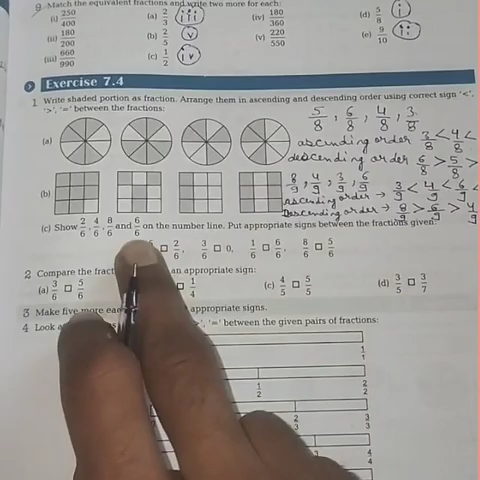 9. Match the equivalent fractions and write two more for each:
(i) 250/400 (a) 2/3 (iii) (iv) 180/360 (d) 5/8 (i)
(ii) 180/200 (b) 2/5 (v) (v) 220/550 (e) 9/10 (ii)
(iii) 660/990 (c) 1/2 (iv)
Exercise 7.4
1 Write shaded portion as fraction. Arrange them in ascending and descending order using correct sign '<',
'>', '=' between the fractions:
5/8, 6/8, 4/8, 3/8
(a)
ascending order 3/8 < 4/8 <
descending order 6/8 > 5/8 >
(b)
8/9, 4/9, 3/9, 6/9
Ascending order → 3/9 < 4/9 < 6/9 <
Descending order → 8/9 > 6/9 > 4/9
(c) Show 2/6, 4/6, 8/6 and 6/6 on the number line. Put appropriate signs between the fractions given:
□ 2/6, 3/6 □ 0, 1/6 □ 6/6, 8/6 □ 5/6
2 Compare the an appropriate sign:
(a) 3/6 □ 5/6 □ 1/4 (c) 4/5 □ 5/5 (d) 3/5 □ 3/7
3 Make five more appropriate signs.
4 Look '>', '=' between the given pairs of fractions:
1/1
1/2 2/2
2/3 3/3
4/4